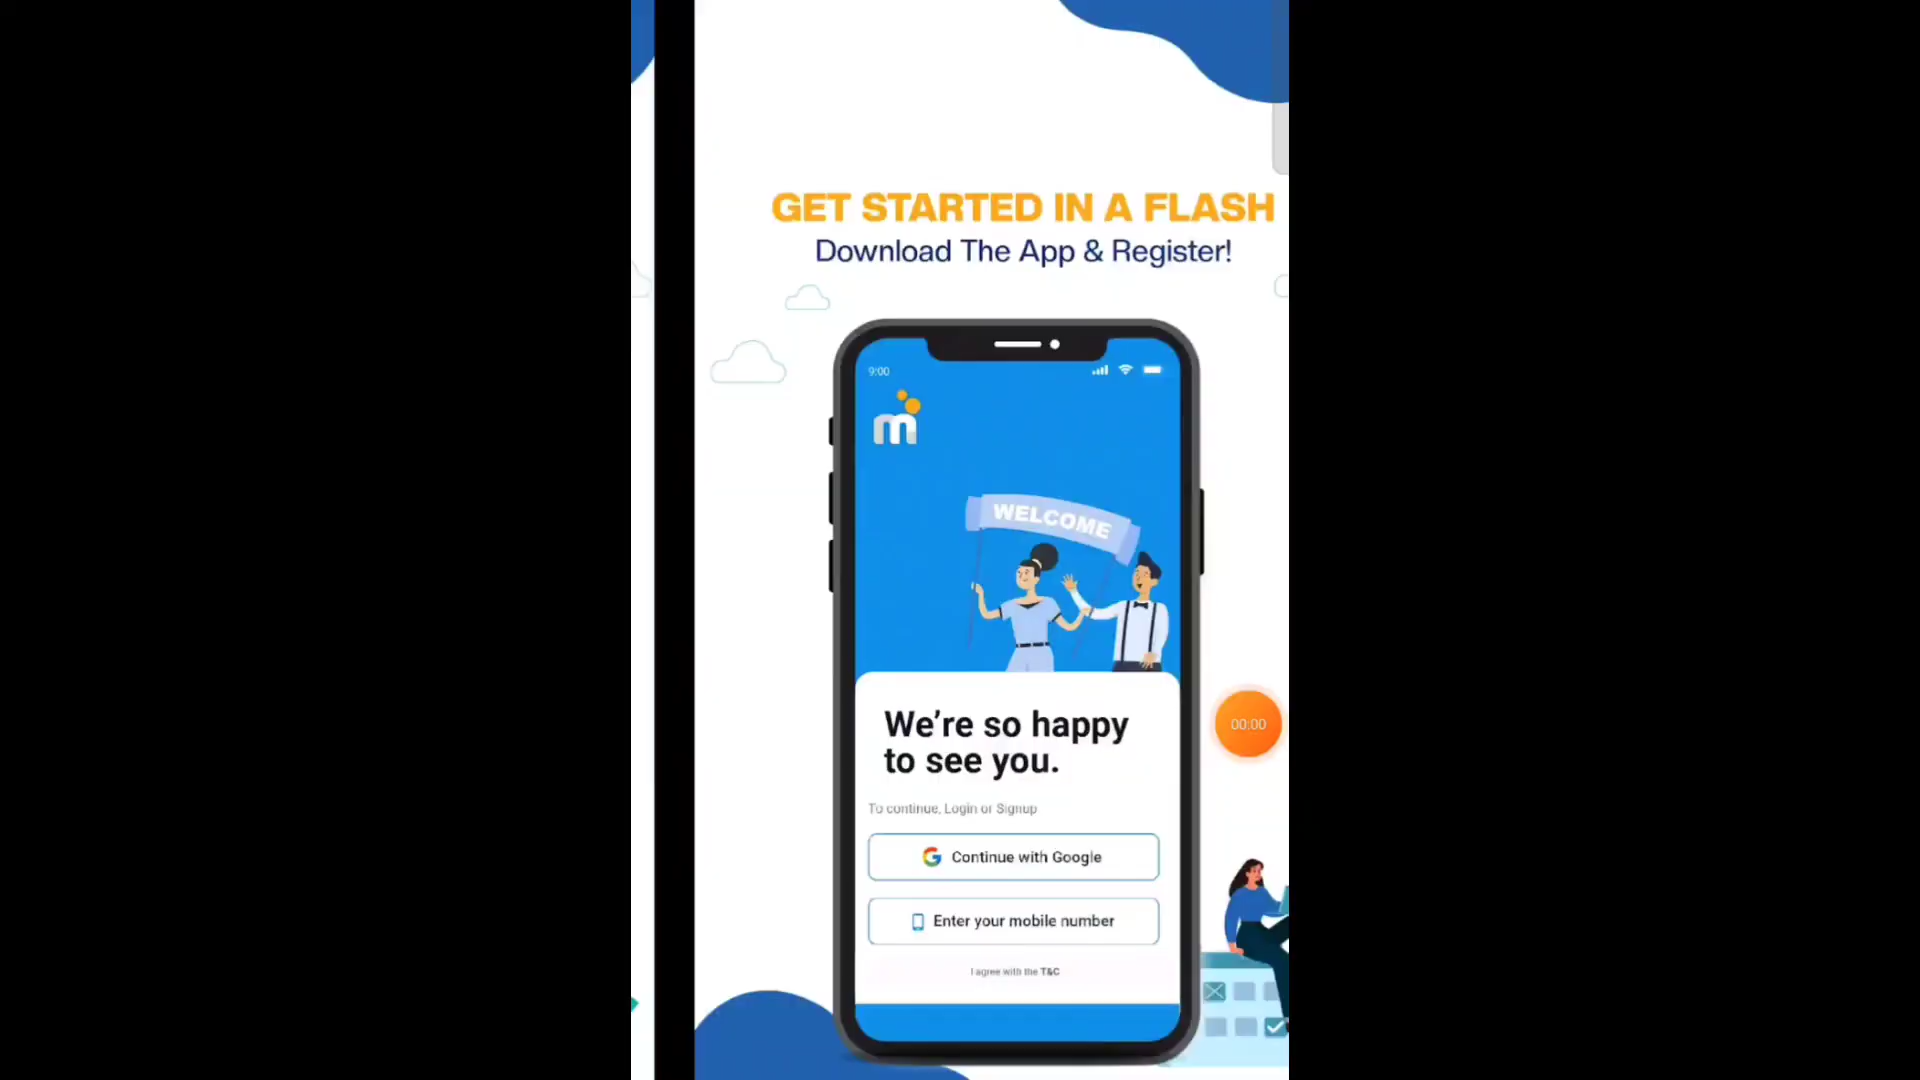 GET STARTED IN A FLASH
Download The App & Register!
9:00
m
WELCOME
We’re so happy
to see you.
To continue, Login or Signup
Continue with Google
Enter your mobile number
I agree with the T&C
00:00